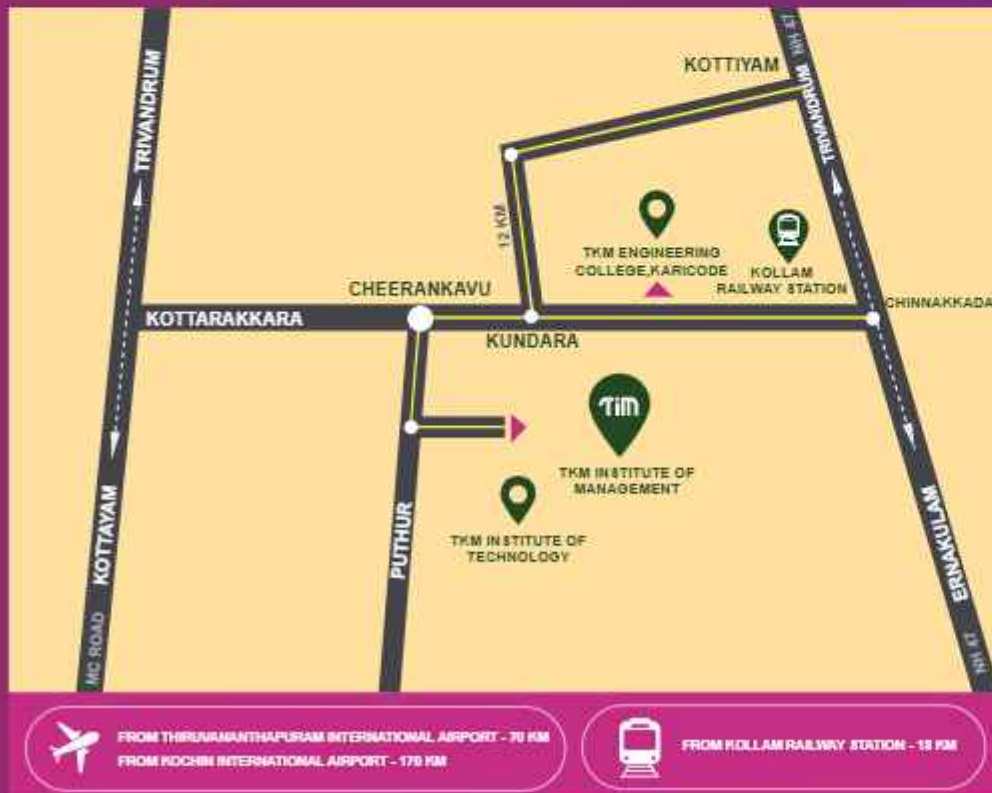 TRIVANDRUM
TRIVANDRUM NH 47
KOTTIYAM
12 KM
TKM ENGINEERING
COLLEGE,KARICODE
KOLLAM
RAILWAY STATION
CHEERANKAVU
CHINNAKKADA
KOTTARAKKARA
KUNDARA
TiM
TKM INSTITUTE OF
MANAGEMENT
TKM INSTITUTE OF
TECHNOLOGY
PUTHUR
MC ROAD KOTTAYAM
ERNAKULAM
NH 47
FROM THIRUVANANTHAPURAM INTERNATIONAL AIRPORT - 70 KM
FROM KOCHIN INTERNATIONAL AIRPORT - 170 KM
FROM KOLLAM RAILWAY STATION - 18 KM